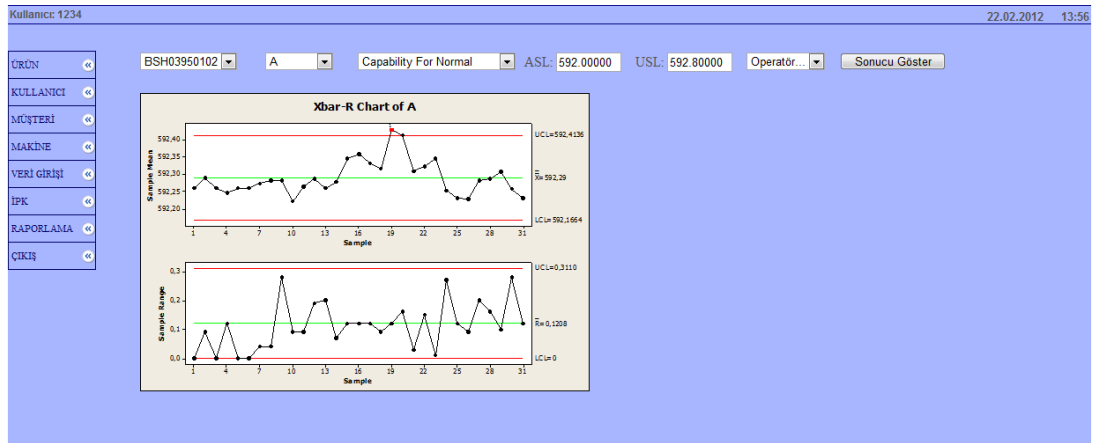 Kullanıcı: 1234 22.02.2012 13:56
ÜRÜN
KULLANICI
MÜŞTERİ
MAKİNE
VERİ GİRİŞİ
İPK
RAPORLAMA
ÇIKIŞ
BSH03950102 A Capability For Normal ASL: 592.00000 USL: 592.80000 Operatör... Sonucu Göster
Xbar-R Chart of A
Sample Mean
592,40
592,35
592,30
592,25
592,20
UCL=592,4136
X=592,29
LCL=592,1664
1 4 7 10 13 16 19 22 25 28 31
Sample
Sample Range
0,3
0,2
0,1
0,0
UCL=0,3110
R=0,1208
LCL=0
1 4 7 10 13 16 19 22 25 28 31
Sample